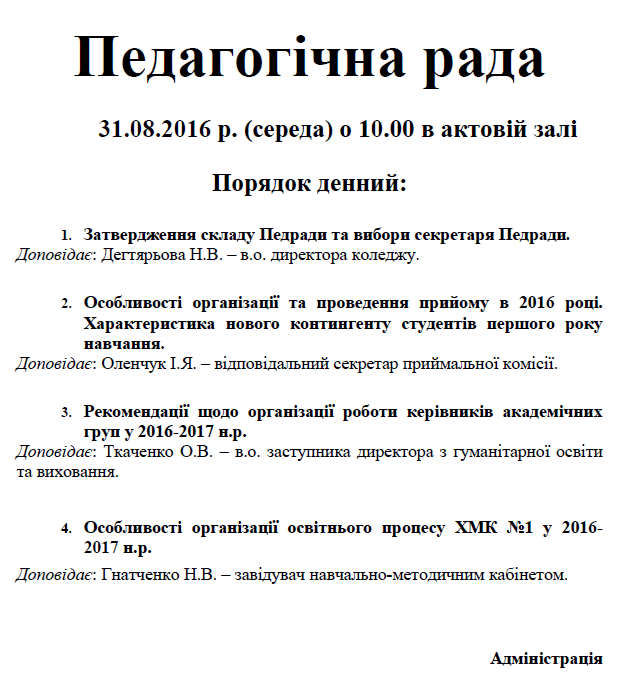 Педагогічна рада
31.08.2016 р. (середа) о 10.00 в актовій залі
Порядок денний:
1. Затвердження складу Педради та вибори секретаря Педради.
Доповідає: Дегтярьова Н.В. – в.о. директора коледжу.
2. Особливості організації та проведення прийому в 2016 році.
Характеристика нового контингенту студентів першого року
навчання.
Доповідає: Оленчук І.Я. – відповідальний секретар приймальної комісії.
3. Рекомендації щодо організації роботи керівників академічних
груп у 2016-2017 н.р.
Доповідає: Ткаченко О.В. – в.о. заступника директора з гуманітарної освіти
та виховання.
4. Особливості організації освітнього процесу ХМК №1 у 2016-
2017 н.р.
Доповідає: Гнатченко Н.В. – завідувач навчально-методичним кабінетом.
Адміністрація